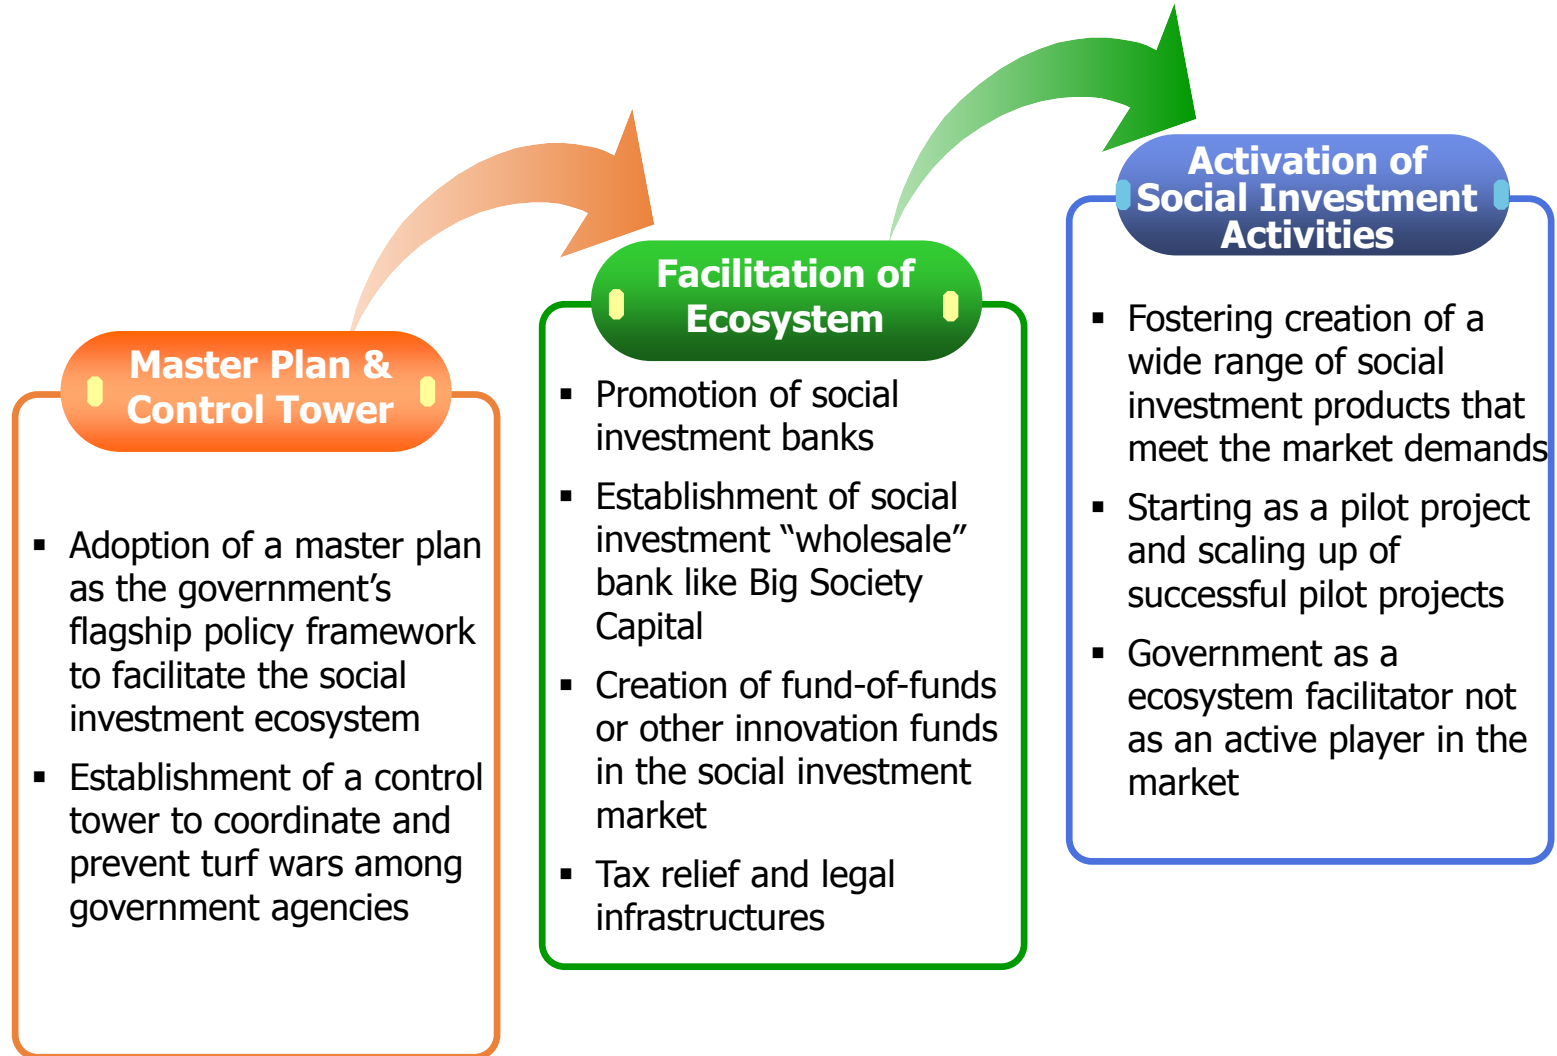 Master Plan &
Control Tower
▪ Adoption of a master plan
as the government’s
flagship policy framework
to facilitate the social
investment ecosystem
▪ Establishment of a control
tower to coordinate and
prevent turf wars among
government agencies
Facilitation of
Ecosystem
▪ Promotion of social
investment banks
▪ Establishment of social
investment “wholesale”
bank like Big Society
Capital
▪ Creation of fund-of-funds
or other innovation funds
in the social investment
market
▪ Tax relief and legal
infrastructures
Activation of
Social Investment
Activities
▪ Fostering creation of a
wide range of social
investment products that
meet the market demands
▪ Starting as a pilot project
and scaling up of
successful pilot projects
▪ Government as a
ecosystem facilitator not
as an active player in the
market